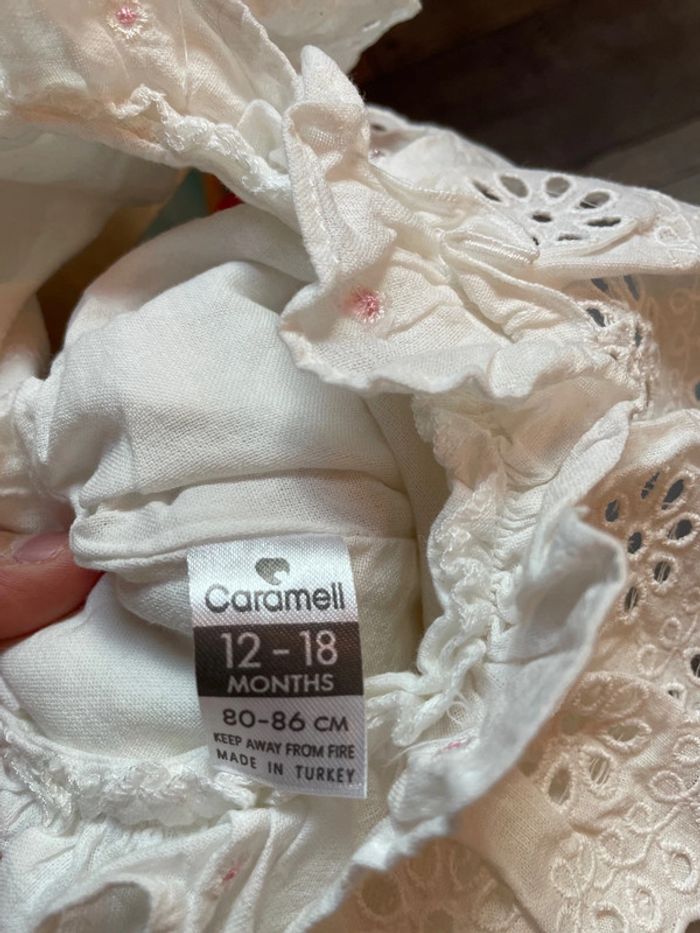 Caramell
12-18
MONTHS
80-86 CM
KEEP AWAY FROM FIRE
MADE IN TURKEY